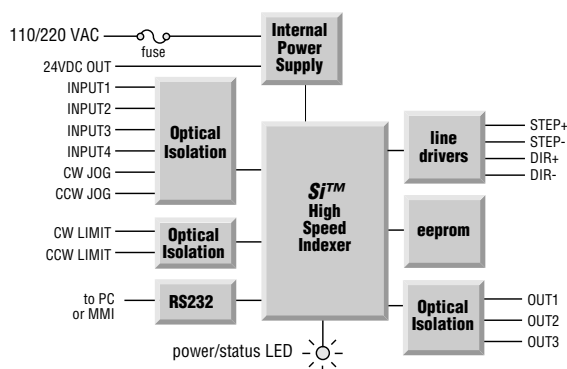 110/220 VAC
fuse
Internal
Power
Supply
24VDC OUT
INPUT1
INPUT2
INPUT3
INPUT4
CW JOG
CCW JOG
Optical
Isolation
line
drivers
STEP+
STEP-
DIR+
DIR-
Si™
High
Speed
Indexer
CW LIMIT
CCW LIMIT
Optical
Isolation
eeprom
to PC
or MMI
RS232
Optical
Isolation
OUT1
OUT2
OUT3
power/status LED